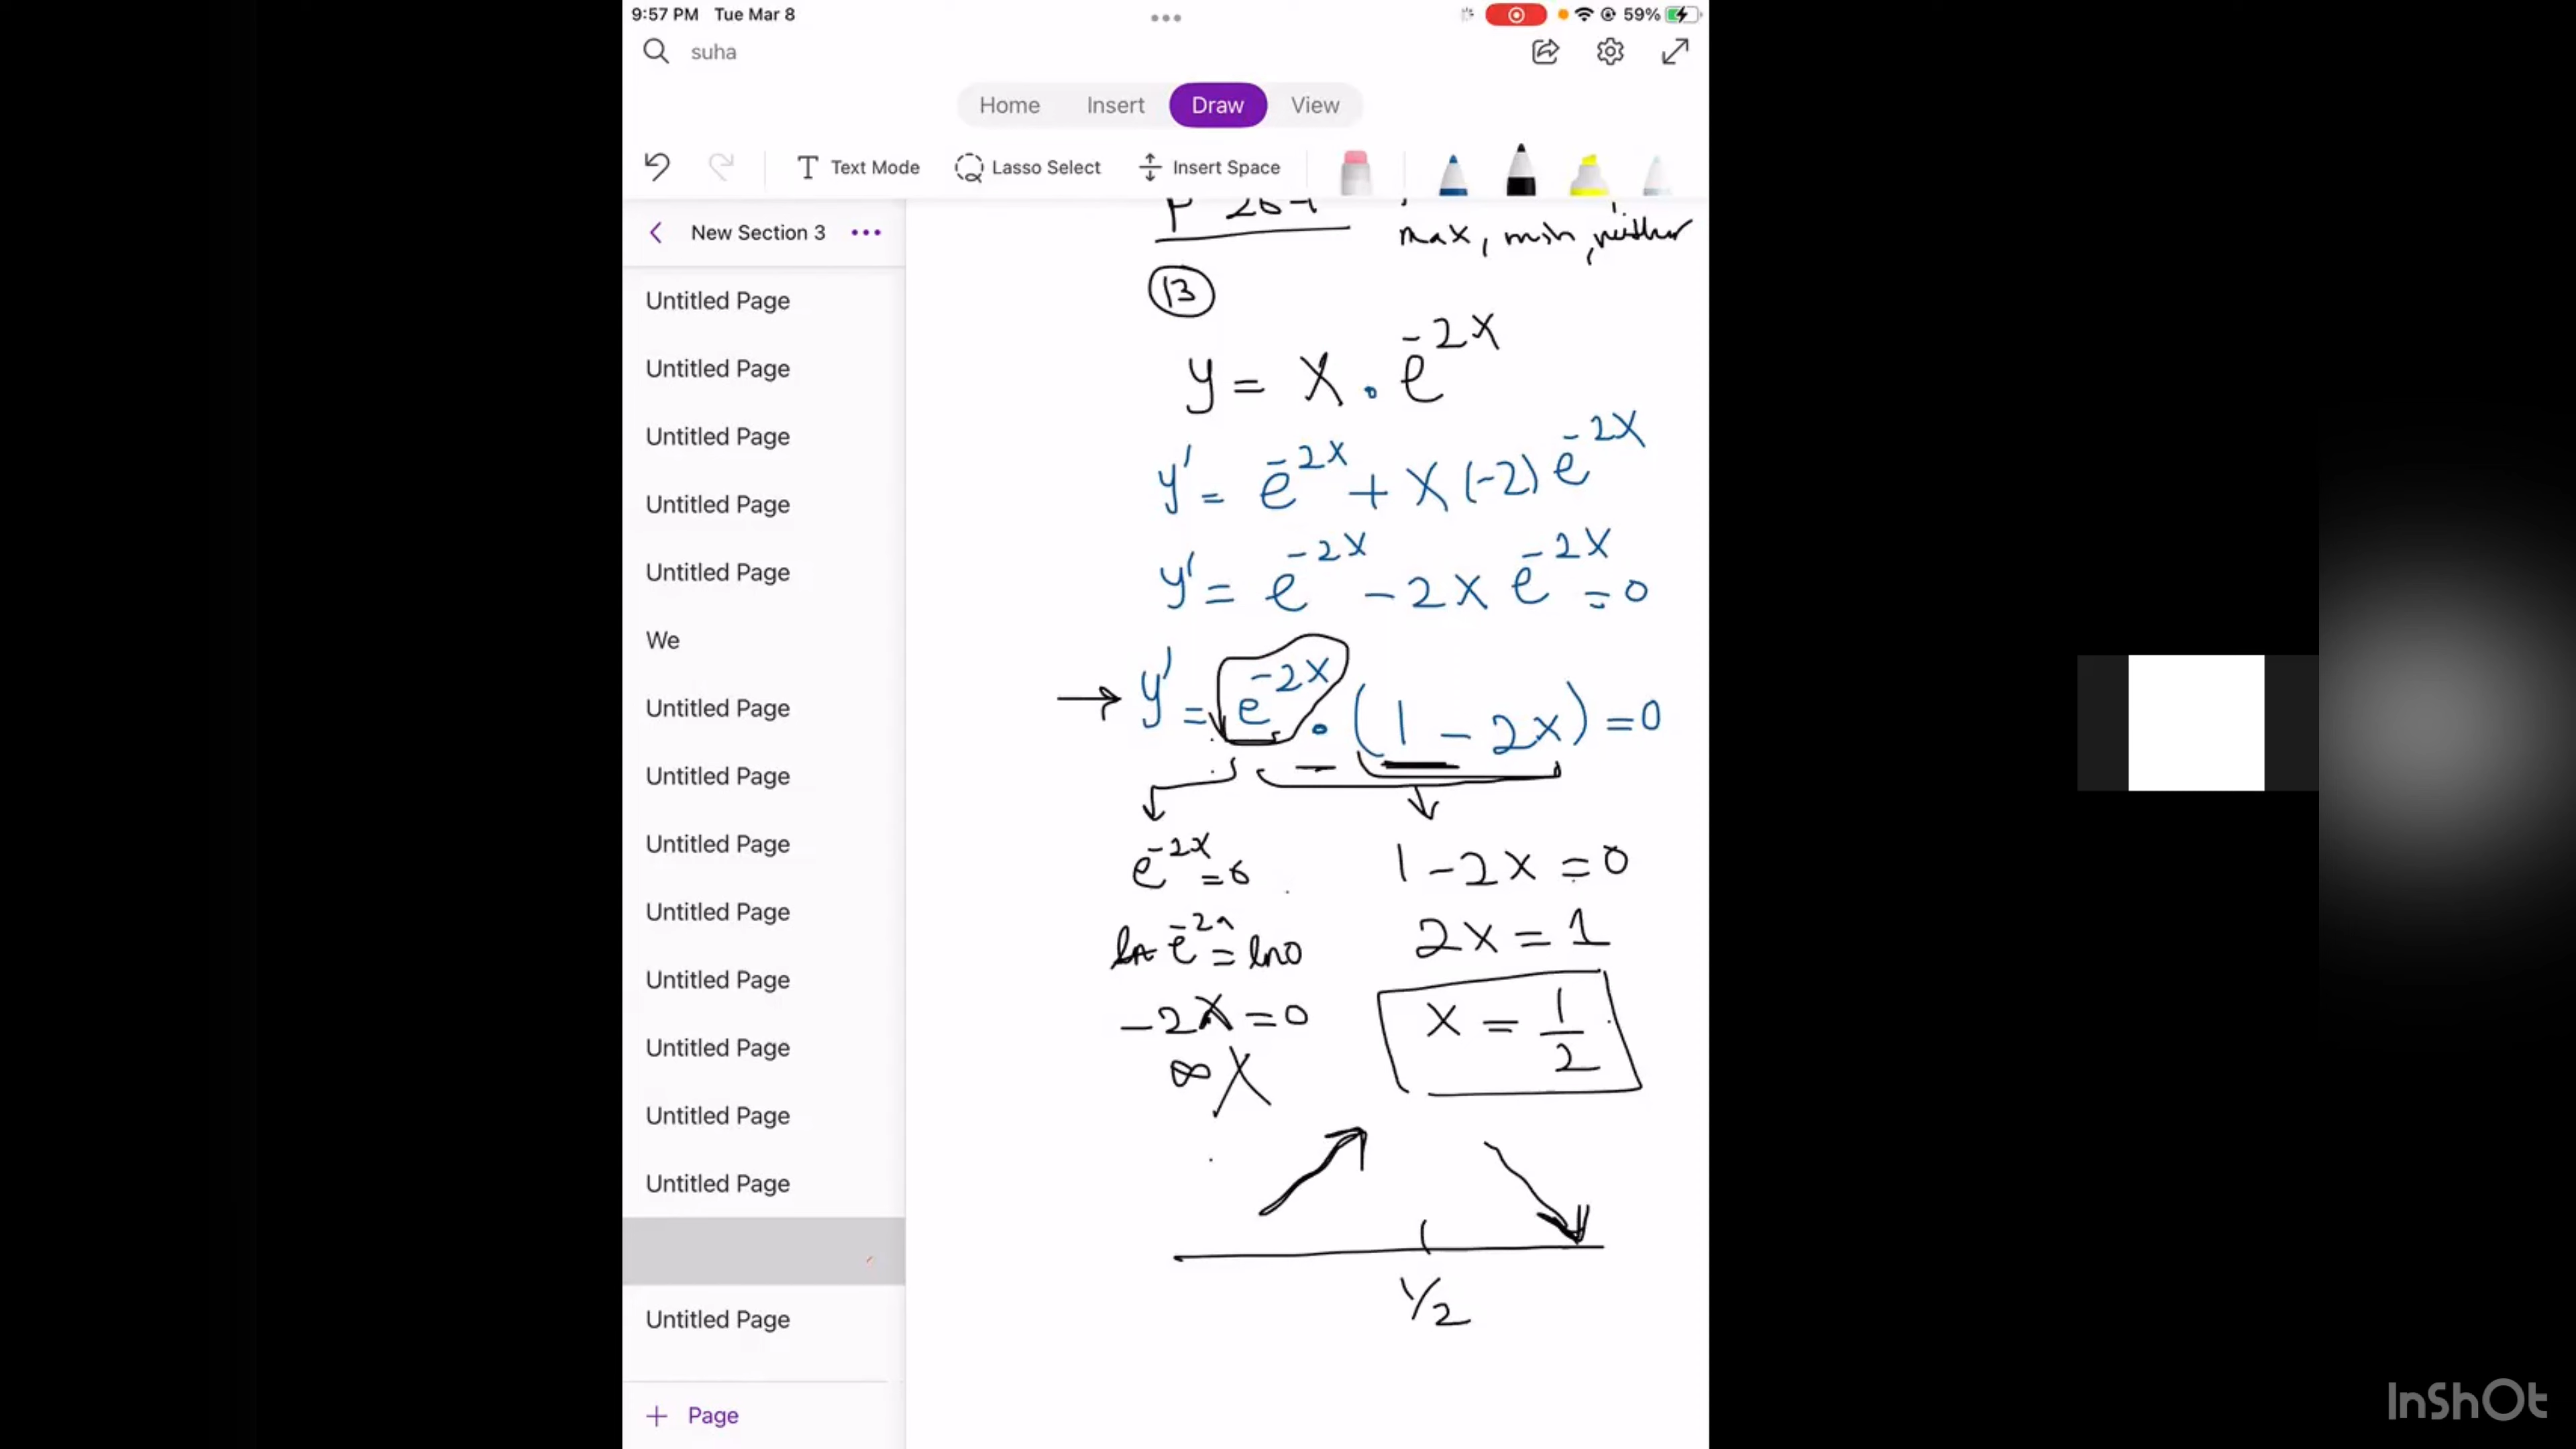 9:57 PM Tue Mar 8
59%
suha
Home Insert Draw View
Text Mode Lasso Select Insert Space
New Section 3
Untitled Page
Untitled Page
Untitled Page
Untitled Page
Untitled Page
We
Untitled Page
Untitled Page
Untitled Page
Untitled Page
Untitled Page
Untitled Page
Untitled Page
Untitled Page
Untitled Page
+ Page
max, min, neither
13
y = x · e^-2x
y' = e^-2x + x (-2) e^-2x
y' = e^-2x - 2x e^-2x = 0
→ y' = e^-2x · (1 - 2x) = 0
e^-2x = 0
1 - 2x = 0
ln e^-2x = ln 0
2x = 1
-2x = 0
x = 1/2
∞ X
1/2
InShOt